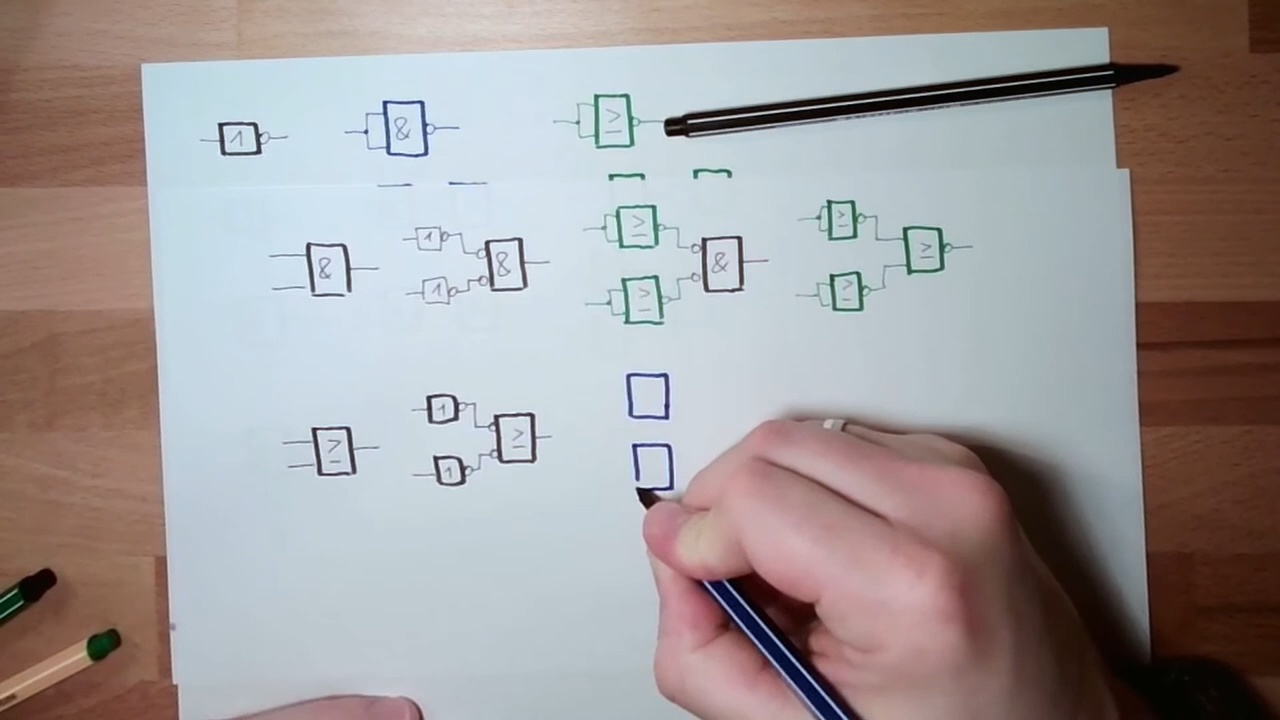 1 & ≥
& 1 & ≥ & ≥ ≥
1 ≥ ≥
≥ 1 ≥
1